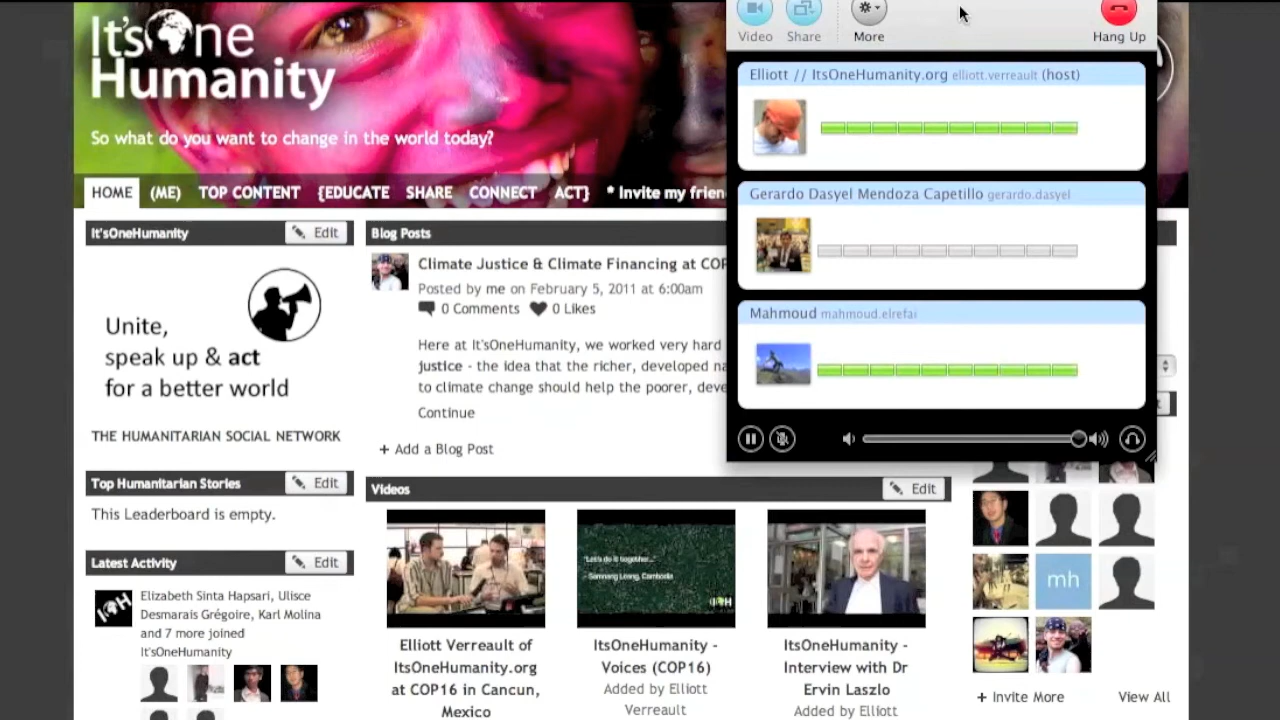 It's One
Humanity
So what do you want to change in the world today?
HOME (ME) TOP CONTENT {EDUCATE SHARE CONNECT ACT} * Invite my frien
It'sOneHumanity
Edit
Unite,
speak up & act
for a better world
THE HUMANITARIAN SOCIAL NETWORK
Top Humanitarian Stories
Edit
This Leaderboard is empty.
Latest Activity
Edit
Elizabeth Sinta Hapsari, Ulisce
Desmarais Grégoire, Karl Molina
and 7 more joined
It'sOneHumanity
Blog Posts
Climate Justice & Climate Financing at COP
Posted by me on February 5, 2011 at 6:00am
0 Comments 0 Likes
Here at It'sOneHumanity, we worked very hard
justice - the idea that the richer, developed na
to climate change should help the poorer, deve
Continue
+ Add a Blog Post
Videos
Edit
"Let's do it together..."
- Samnang Loang, Cambodia
Elliott Verreault of
ItsOneHumanity.org
at COP16 in Cancun,
Mexico
ItsOneHumanity -
Voices (COP16)
Added by Elliott
Verreault
ItsOneHumanity -
Interview with Dr
Ervin Laszlo
Added by Elliott
Video Share More Hang Up
Elliott // ItsOneHumanity.org elliott.verreault (host)
Gerardo Dasyel Mendoza Capetillo gerardo.dasyel
Mahmoud mahmoud.elrefai
mh
+ Invite More View All